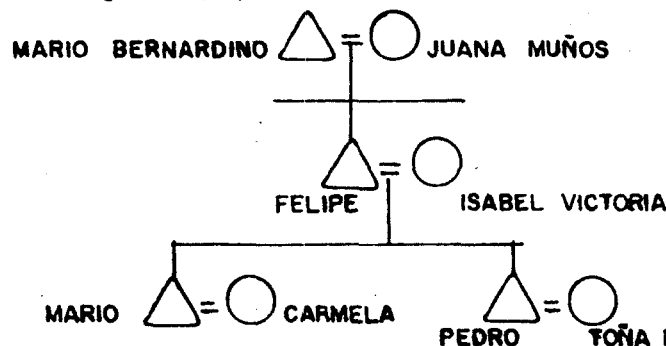 MARIO BERNARDINO JUANA MUÑOS
FELIPE ISABEL VICTORIA
MARIO CARMELA
PEDRO TOÑA